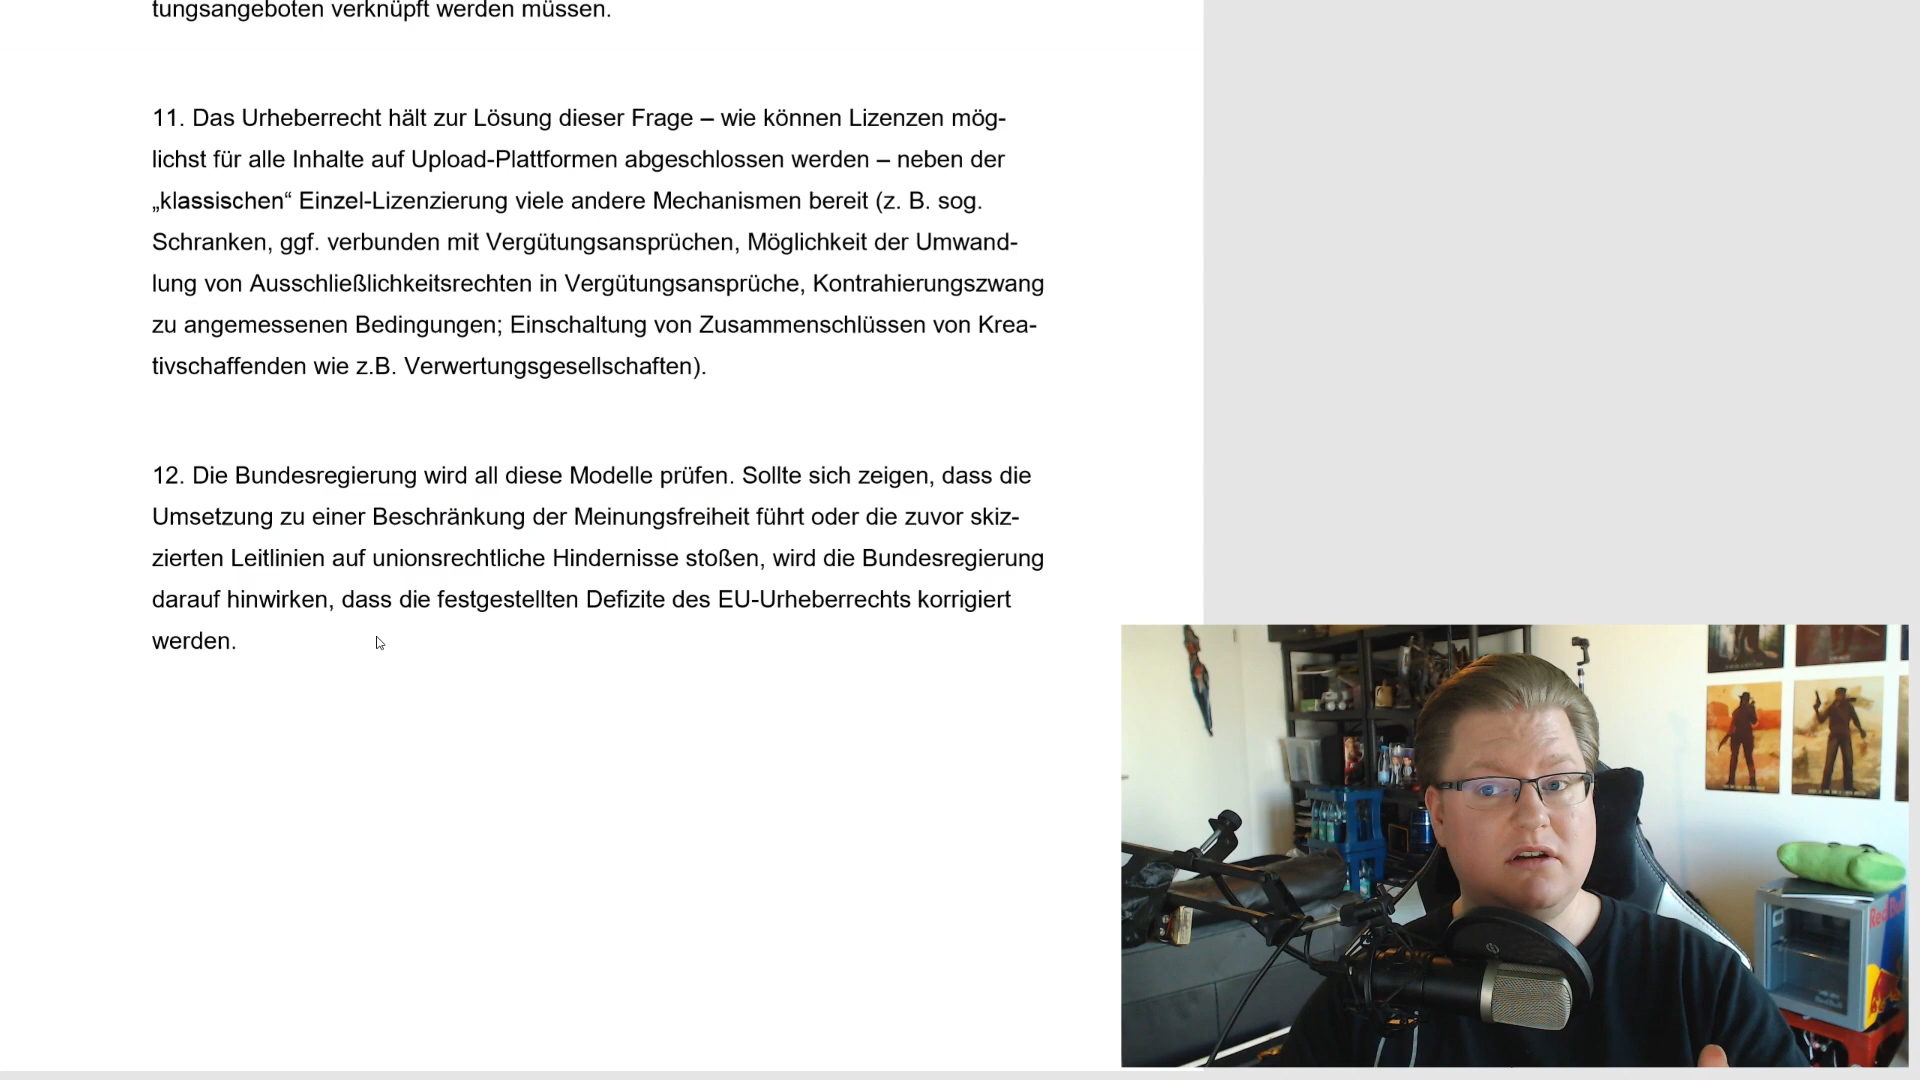 tungsangeboten verknüpft werden müssen.
11. Das Urheberrecht hält zur Lösung dieser Frage – wie können Lizenzen mög-
lichst für alle Inhalte auf Upload-Plattformen abgeschlossen werden – neben der
„klassischen“ Einzel-Lizenzierung viele andere Mechanismen bereit (z. B. sog.
Schranken, ggf. verbunden mit Vergütungsansprüchen, Möglichkeit der Umwand-
lung von Ausschließlichkeitsrechten in Vergütungsansprüche, Kontrahierungszwang
zu angemessenen Bedingungen; Einschaltung von Zusammenschlüssen von Krea-
tivschaffenden wie z.B. Verwertungsgesellschaften).
12. Die Bundesregierung wird all diese Modelle prüfen. Sollte sich zeigen, dass die
Umsetzung zu einer Beschränkung der Meinungsfreiheit führt oder die zuvor skiz-
zierten Leitlinien auf unionsrechtliche Hindernisse stoßen, wird die Bundesregierung
darauf hinwirken, dass die festgestellten Defizite des EU-Urheberrechts korrigiert
werden.